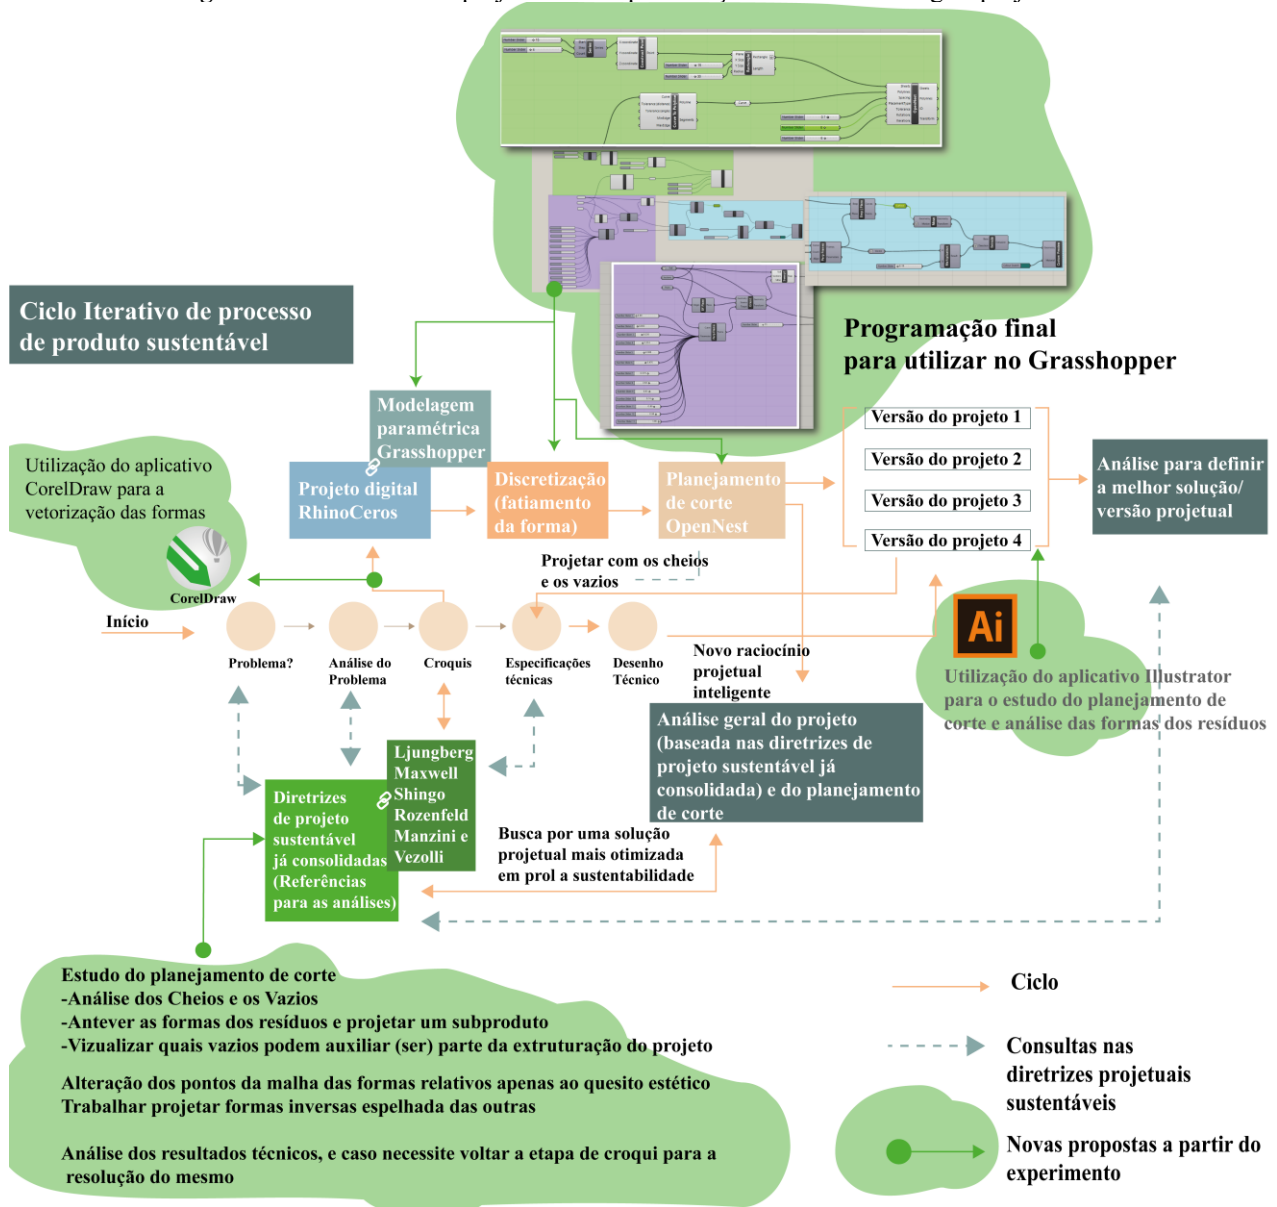 Ciclo Iterativo de processo
de produto sustentável
Programação final
para utilizar no Grasshopper
Modelagem
paramétrica
Grasshopper
Projeto digital
RhinoCeros
Discretização
(fatiamento
da forma)
Planejamento
de corte
OpenNest
Versão do projeto 1
Versão do projeto 2
Versão do projeto 3
Versão do projeto 4
Análise para definir
a melhor solução/
versão projetual
Utilização do aplicativo
CorelDraw para a
vetorização das formas
CorelDraw
Projetar com os cheios
e os vazios
Início
Problema?
Análise do
Problema
Croquis
Especificações
técnicas
Desenho
Técnico
Novo raciocínio
projetual
inteligente
Ai
Utilização do aplicativo Illustrator
para o estudo do planejamento de
corte e análise das formas dos resíduos
Análise geral do projeto
(baseada nas diretrizes de
projeto sustentável já
consolidada) e do planejamento
de corte
Ljungberg
Maxwell
Shingo
Rozenfeld
Manzini e
Vezolli
Diretrizes
de projeto
sustentável
já consolidadas
(Referências
para as análises)
Busca por uma solução
projetual mais otimizada
em prol a sustentabilidade
Estudo do planejamento de corte
-Análise dos Cheios e os Vazios
-Antever as formas dos resíduos e projetar um subproduto
-Vizualizar quais vazios podem auxiliar (ser) parte da extruturação do projeto
Alteração dos pontos da malha das formas relativos apenas ao quesito estético
Trabalhar projetar formas inversas espelhada das outras
Análise dos resultados técnicos, e caso necessite voltar a etapa de croqui para a
resolução do mesmo
Ciclo
Consultas nas
diretrizes projetuais
sustentáveis
Novas propostas a partir do
experimento